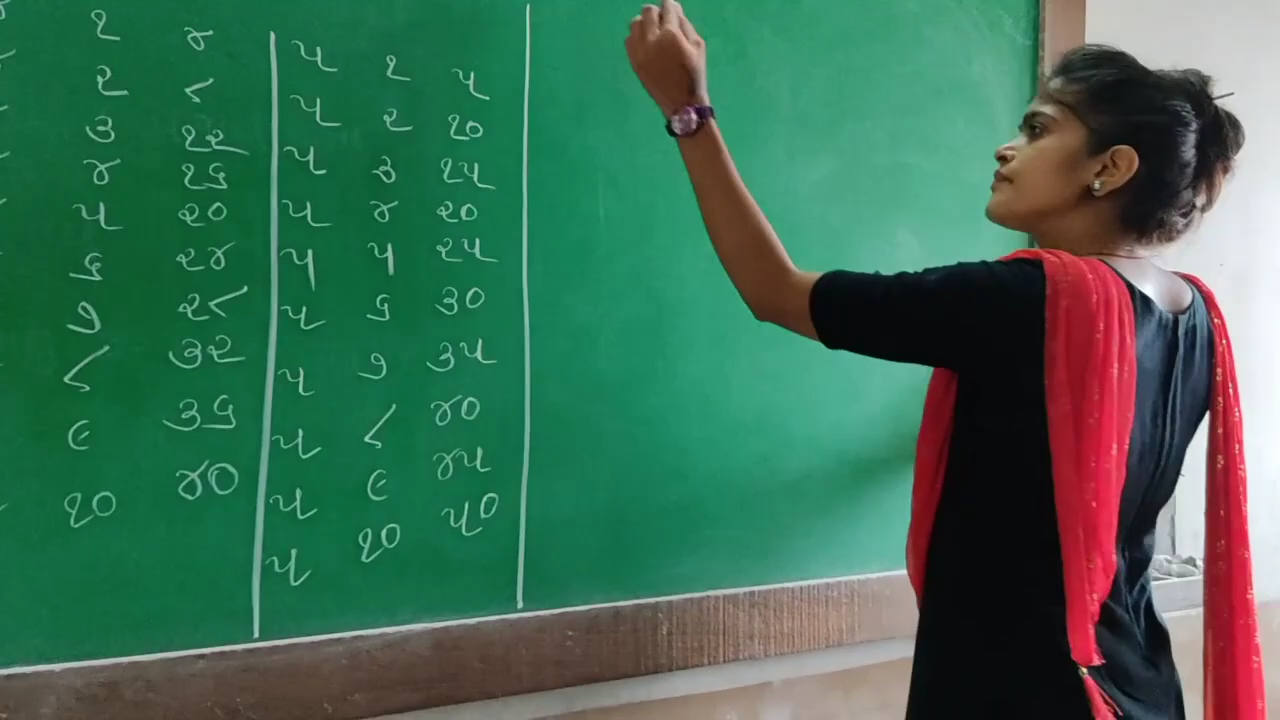 ૧ ૪
૨ ૮
૩ ૧૨
૪ ૧૬
૫ ૨૦
૬ ૨૪
૭ ૨૮
૮ ૩૨
૯ ૩૬
૧૦ ૪૦
૫ ૧ ૫
૫ ૨ ૧૦
૫ ૩ ૧૫
૫ ૪ ૨૦
૫ ૫ ૨૫
૫ ૬ ૩૦
૫ ૭ ૩૫
૫ ૮ ૪૦
૫ ૯ ૪૫
૫ ૧૦ ૫૦